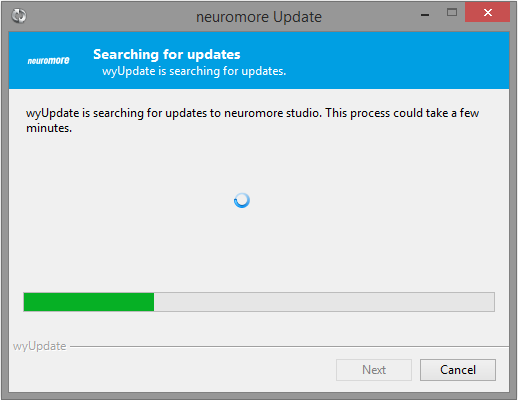 neuromore Update
neuromore
Searching for updates
wyUpdate is searching for updates.
wyUpdate is searching for updates to neuromore studio. This process could take a few
minutes.
wyUpdate
Next
Cancel